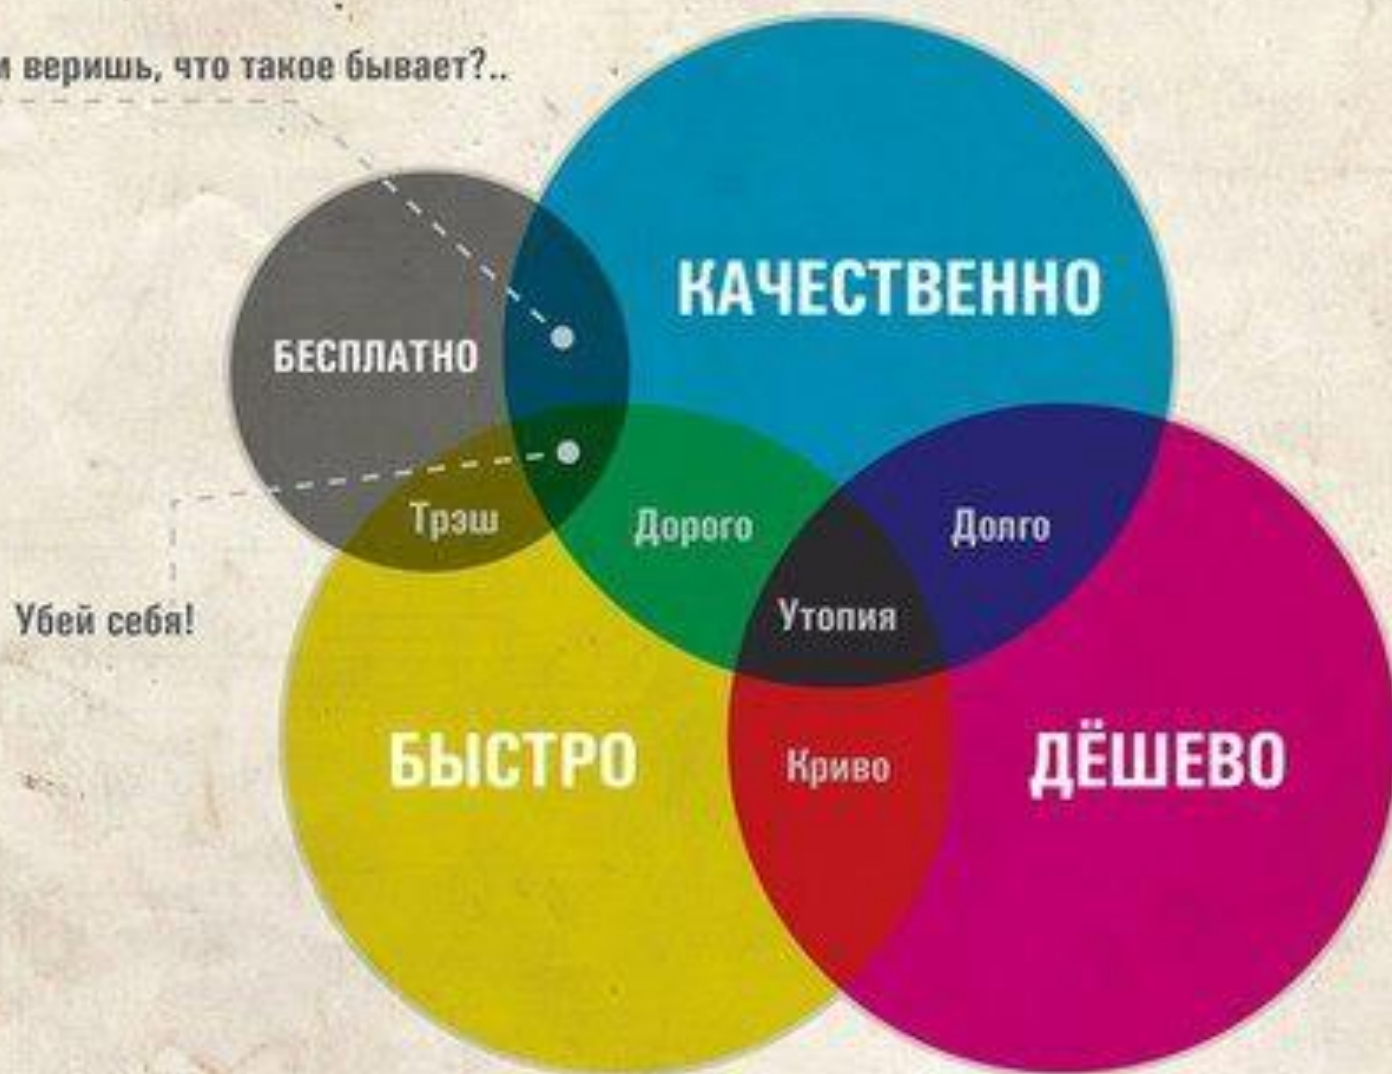 и веришь, что такое бывает?..
КАЧЕСТВЕННО
БЕСПЛАТНО
Трэш
Дорого
Долго
Утопия
Убей себя!
БЫСТРО
Криво
ДЁШЕВО